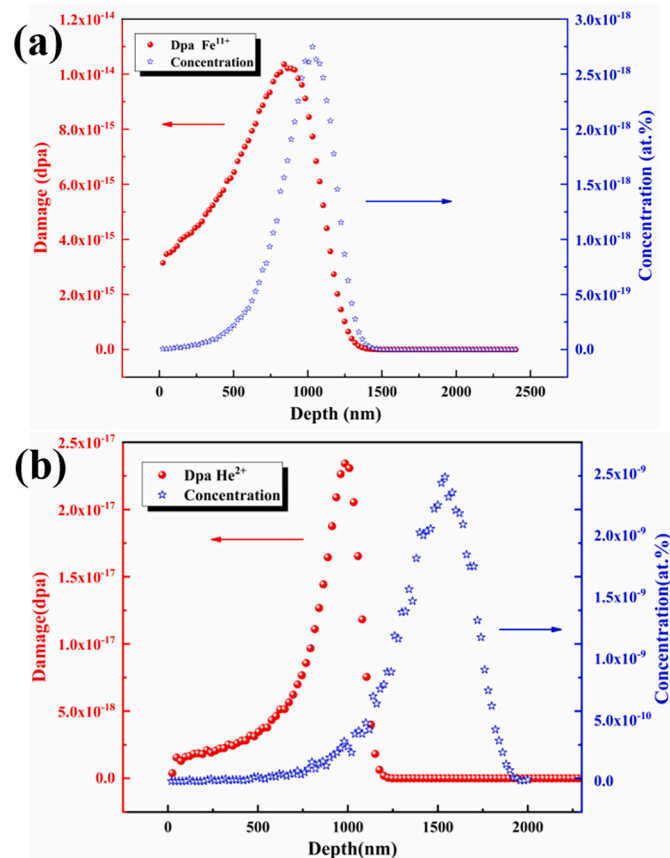 (a)
1.2x10⁻¹⁴
1.0x10⁻¹⁴
8.0x10⁻¹⁵
6.0x10⁻¹⁵
4.0x10⁻¹⁵
2.0x10⁻¹⁵
0.0
Damage (dpa)
Dpa Fe¹¹⁺
Concentration
3.0x10⁻¹⁸
2.5x10⁻¹⁸
2.0x10⁻¹⁸
1.5x10⁻¹⁸
1.0x10⁻¹⁸
5.0x10⁻¹⁹
0.0
Concentration (at.%)
0 500 1000 1500 2000 2500
Depth (nm)
(b)
2.5x10⁻¹⁷
2.0x10⁻¹⁷
1.5x10⁻¹⁷
1.0x10⁻¹⁷
5.0x10⁻¹⁸
0.0
Damage(dpa)
Dpa He²⁺
Concentration
2.5x10⁻⁹
2.0x10⁻⁹
1.5x10⁻⁹
1.0x10⁻⁹
5.0x10⁻¹⁰
0.0
Concentration(at.%)
0 500 1000 1500 2000
Depth(nm)